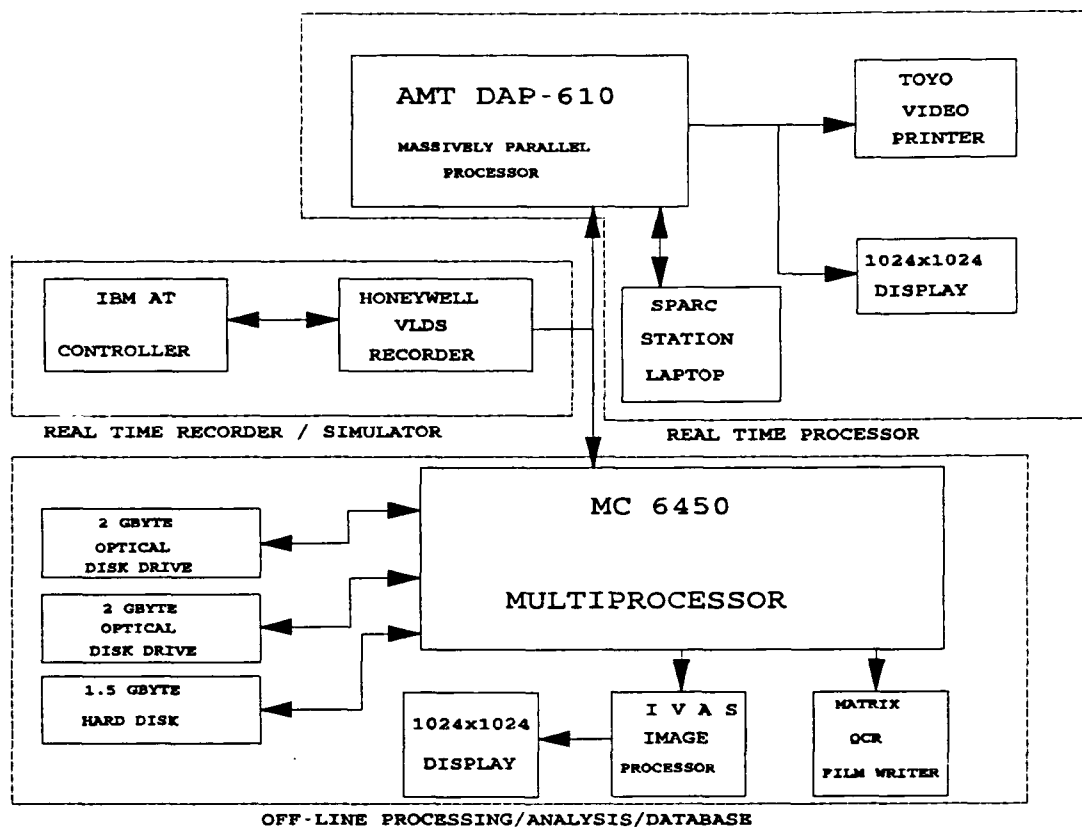 AMT DAP-610
MASSIVELY PARALLEL
PROCESSOR
TOYO
VIDEO
PRINTER
1024x1024
DISPLAY
SPARC
STATION
LAPTOP
REAL TIME PROCESSOR
IBM AT
CONTROLLER
HONEYWELL
VLDS
RECORDER
REAL TIME RECORDER / SIMULATOR
MC 6450
MULTIPROCESSOR
2 GBYTE
OPTICAL
DISK DRIVE
2 GBYTE
OPTICAL
DISK DRIVE
1.5 GBYTE
HARD DISK
1024x1024
DISPLAY
I V A S
IMAGE
PROCESSOR
MATRIX
QCR
FILM WRITER
OFF-LINE PROCESSING/ANALYSIS/DATABASE